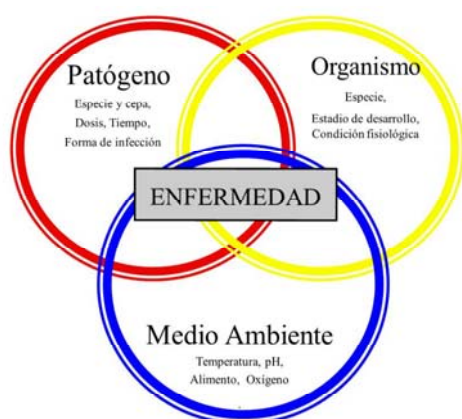 Patógeno
Especie y cepa,
Dosis, Tiempo,
Forma de infección
Organismo
Especie,
Estadio de desarrollo,
Condición fisiológica
ENFERMEDAD
Medio Ambiente
Temperatura, pH,
Alimento, Oxígeno